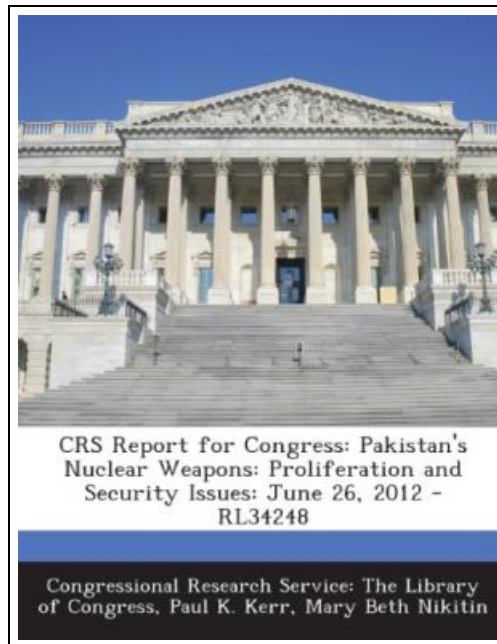 CRS Report for Congress: Pakistan's
Nuclear Weapons: Proliferation and
Security Issues: June 26, 2012 -
RL34248
Congressional Research Service: The Library
of Congress, Paul K. Kerr, Mary Beth Nikitin